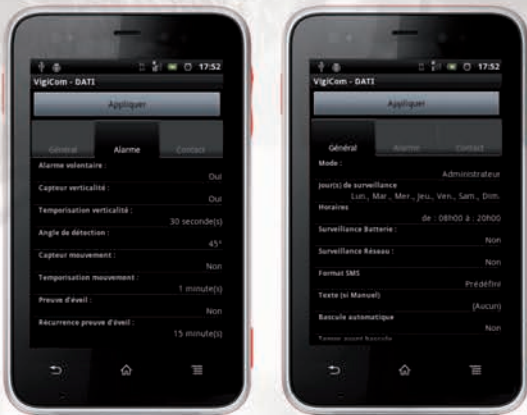 17:52
VigiCom - DATI
Appliquer
Général Alarme Contact
Alarme volontaire :
Oui
Capteur verticalité :
Oui
Temporisation verticalité :
30 seconde(s)
Angle de détection :
45°
Capteur mouvement :
Non
Temporisation mouvement :
1 minute(s)
Preuve d'éveil :
Non
Récurrence preuve d'éveil :
15 minute(s)
17:52
VigiCom - DATI
Appliquer
Général Alarme Contact
Mode :
Administrateur
Jour(s) de surveillance
Lun., Mar., Mer., Jeu., Ven., Sam., Dim.
Horaires
de : 08h00 à : 20h00
Surveillance Batterie :
Non
Surveillance Réseau :
Non
Format SMS
Prédéfini
Texte (si Manuel)
(Aucun)
Bascule automatique
Non
Temps avant bascule